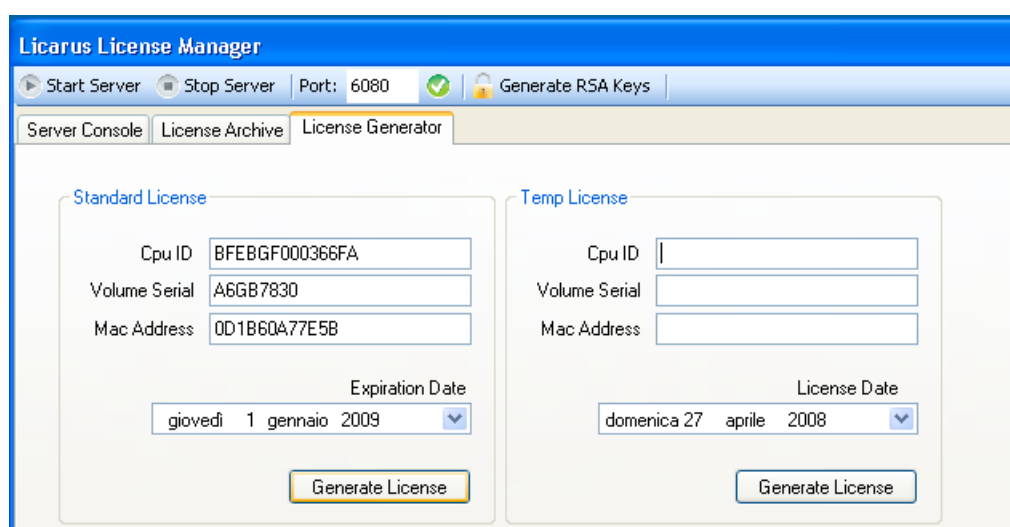 Licarus License Manager
Start Server Stop Server Port: 6080 Generate RSA Keys
Server Console License Archive License Generator
Standard License
Cpu ID BFEBGF000366FA
Volume Serial A6GB7830
Mac Address 0D1B60A77E5B
Expiration Date
giovedì 1 gennaio 2009
Generate License
Temp License
Cpu ID
Volume Serial
Mac Address
License Date
domenica 27 aprile 2008
Generate License